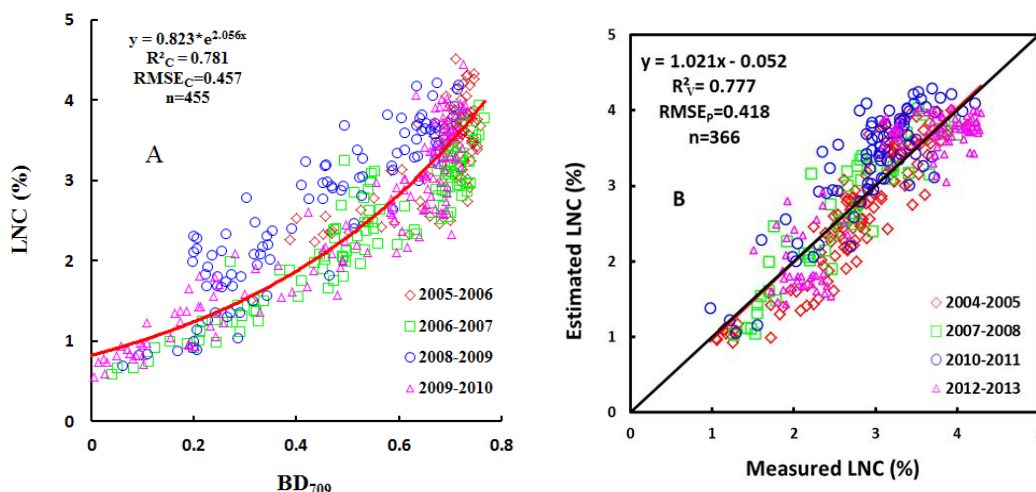 y = 0.823*e^2.056x
R²C = 0.781
RMSEC=0.457
n=455
A
LNC (%)
5
4
3
2
1
0
2005-2006
2006-2007
2008-2009
2009-2010
0 0.2 0.4 0.6 0.8
BD709
y = 1.021x - 0.052
R²V= 0.777
RMSEP=0.418
n=366
B
Estimated LNC (%)
5
4
3
2
1
0
2004-2005
2007-2008
2010-2011
2012-2013
0 1 2 3 4
Measured LNC (%)